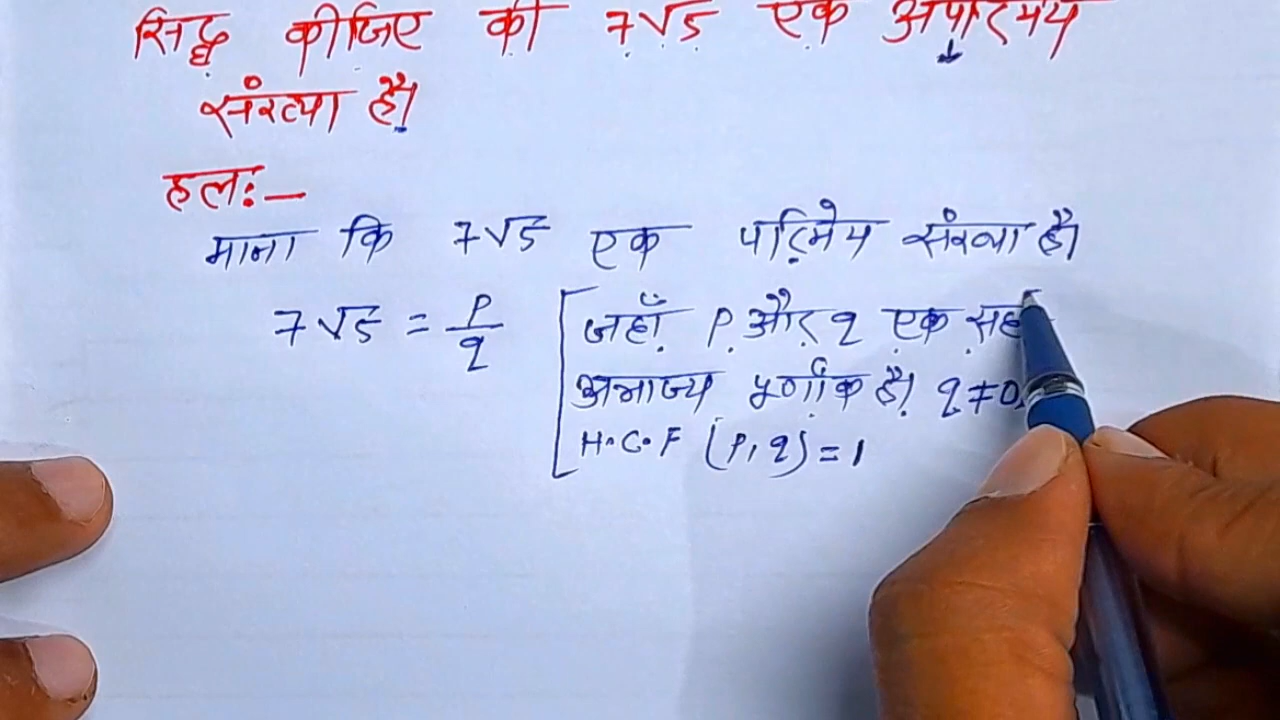 सिद्ध कीजिए की 7√5 एक अपरिमेय
संख्या है।
हलः—
माना कि 7√5 एक परिमेय संख्या है।
7√5 = p/q [जहाँ p और q एक सह
अभाज्य पूर्णांक है। q≠0,
H.C.F (p, q) = 1